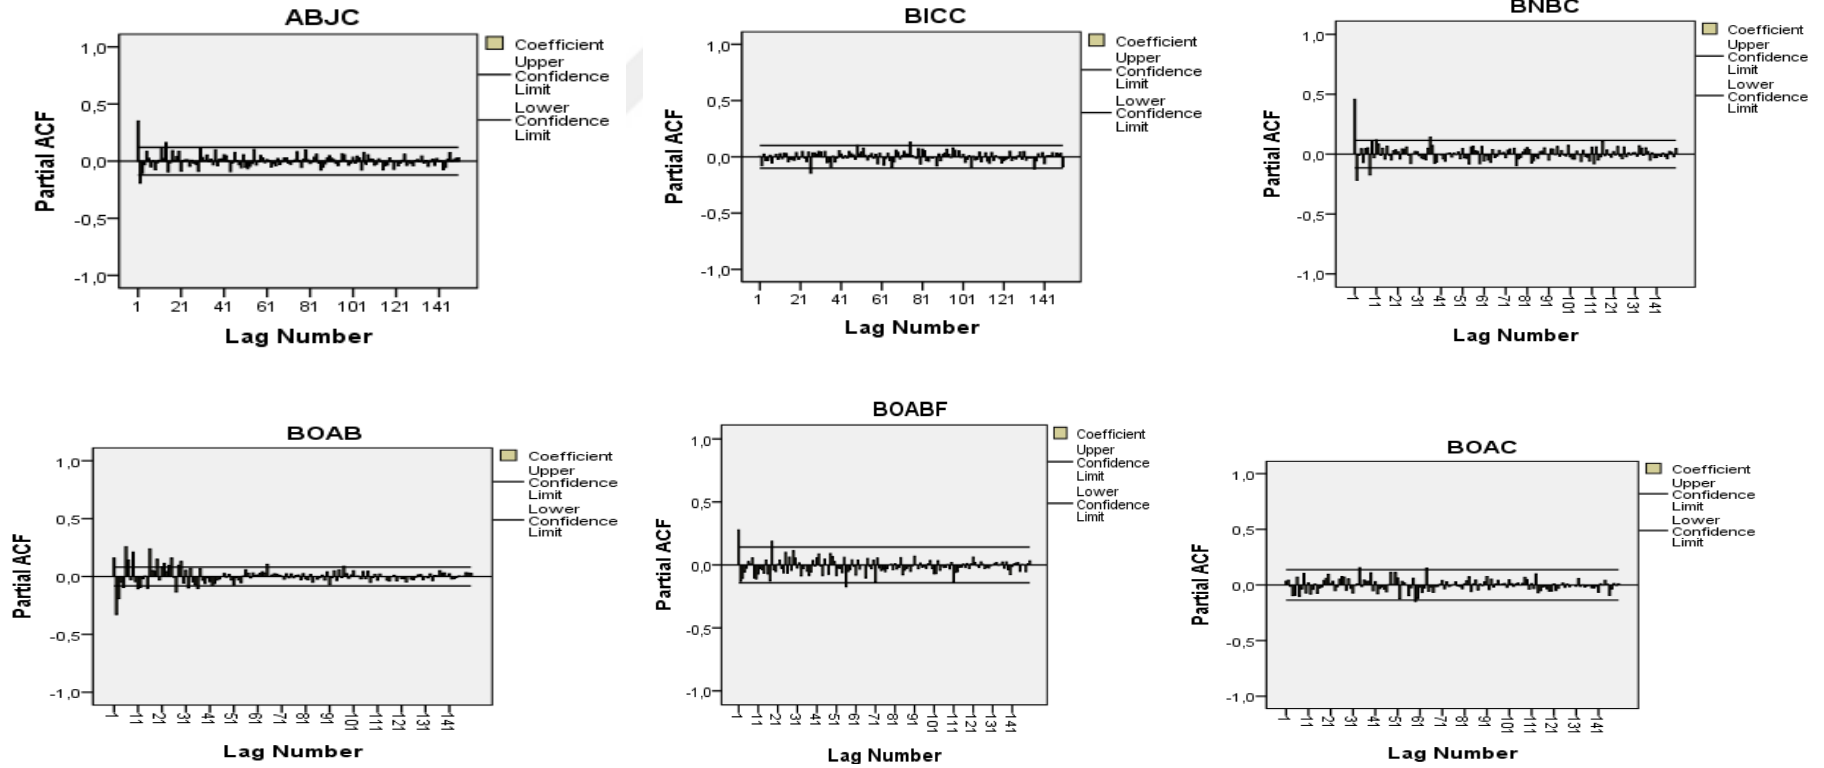 ABJC
1,0
0,5
0,0
-0,5
-1,0
Partial ACF
1 21 41 61 81 101 121 141
Lag Number
Coefficient
Upper
Confidence
Limit
Lower
Confidence
Limit
BICC
1,0
0,5
0,0
-0,5
-1,0
Partial ACF
1 21 41 61 81 101 121 141
Lag Number
Coefficient
Upper
Confidence
Limit
Lower
Confidence
Limit
BNBC
1,0
0,5
0,0
-0,5
-1,0
Partial ACF
1 11 21 31 41 51 61 71 81 91 101 111 121 131 141
Lag Number
Coefficient
Upper
Confidence
Limit
Lower
Confidence
Limit
BOAB
1,0
0,5
0,0
-0,5
-1,0
Partial ACF
1 11 21 31 41 51 61 71 81 91 101 111 121 131 141
Lag Number
Coefficient
Upper
Confidence
Limit
Lower
Confidence
Limit
BOABF
1,0
0,5
0,0
-0,5
-1,0
Partial ACF
1 11 21 31 41 51 61 71 81 91 101 111 121 131 141
Lag Number
Coefficient
Upper
Confidence
Limit
Lower
Confidence
Limit
BOAC
1,0
0,5
0,0
-0,5
-1,0
Partial ACF
1 11 21 31 41 51 61 71 81 91 101 111 121 131 141
Lag Number
Coefficient
Upper
Confidence
Limit
Lower
Confidence
Limit